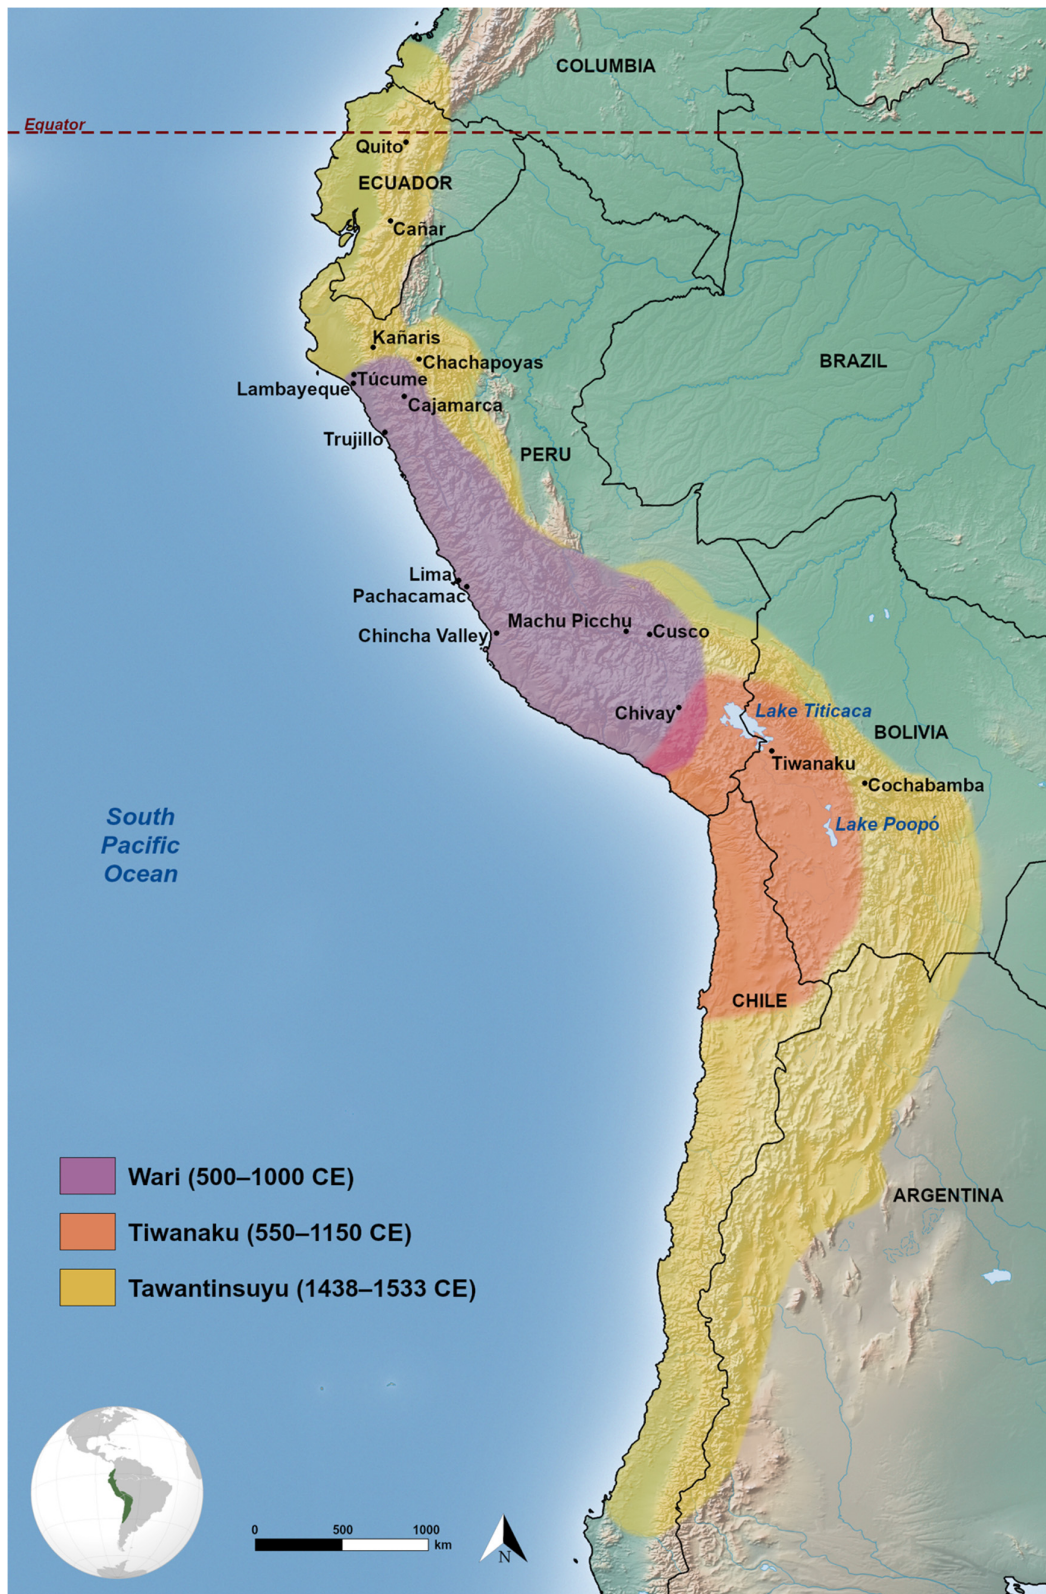 COLUMBIA
Equator
Quito
ECUADOR
Cañar
Kañaris
Chachapoyas
BRAZIL
Túcume
Lambayeque
Cajamarca
Trujillo
PERU
Lima
Pachacamac
Machu Picchu
Chincha Valley
Cusco
Chivay
Lake Titicaca
BOLIVIA
Tiwanaku
Cochabamba
Lake Poopó
South
Pacific
Ocean
CHILE
Wari (500–1000 CE)
ARGENTINA
Tiwanaku (550–1150 CE)
Tawantinsuyu (1438–1533 CE)
0 500 1000
km
N